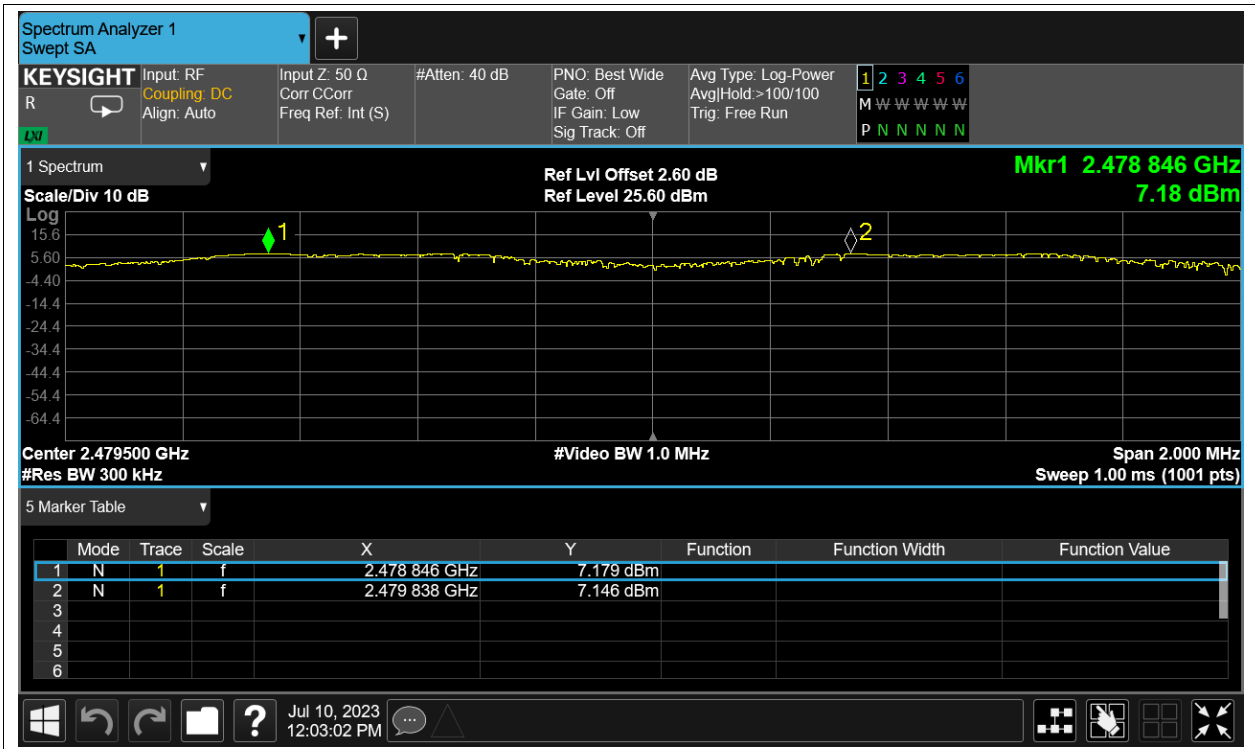 Spectrum Analyzer 1
Swept SA
KEYSIGHT Input: RF Input Z: 50 Ω #Atten: 40 dB PNO: Best Wide Avg Type: Log-Power 1 2 3 4 5 6
R Coupling: DC Corr CCorr Gate: Off Avg|Hold:>100/100 M W W W W W W
Align: Auto Freq Ref: Int (S) IF Gain: Low Trig: Free Run
LXI Sig Track: Off P N N N N N N
1 Spectrum Ref Lvl Offset 2.60 dB Mkr1 2.478 846 GHz
Scale/Div 10 dB Ref Level 25.60 dBm 7.18 dBm
Log
15.6 1 2
5.60
-4.40
-14.4
-24.4
-34.4
-44.4
-54.4
-64.4
Center 2.479500 GHz #Video BW 1.0 MHz Span 2.000 MHz
#Res BW 300 kHz Sweep 1.00 ms (1001 pts)
5 Marker Table
Mode Trace Scale X Y Function Function Width Function Value
1 N 1 f 2.478 846 GHz 7.179 dBm
2 N 1 f 2.479 838 GHz 7.146 dBm
3
4
5
6
? Jul 10, 2023
12:03:02 PM